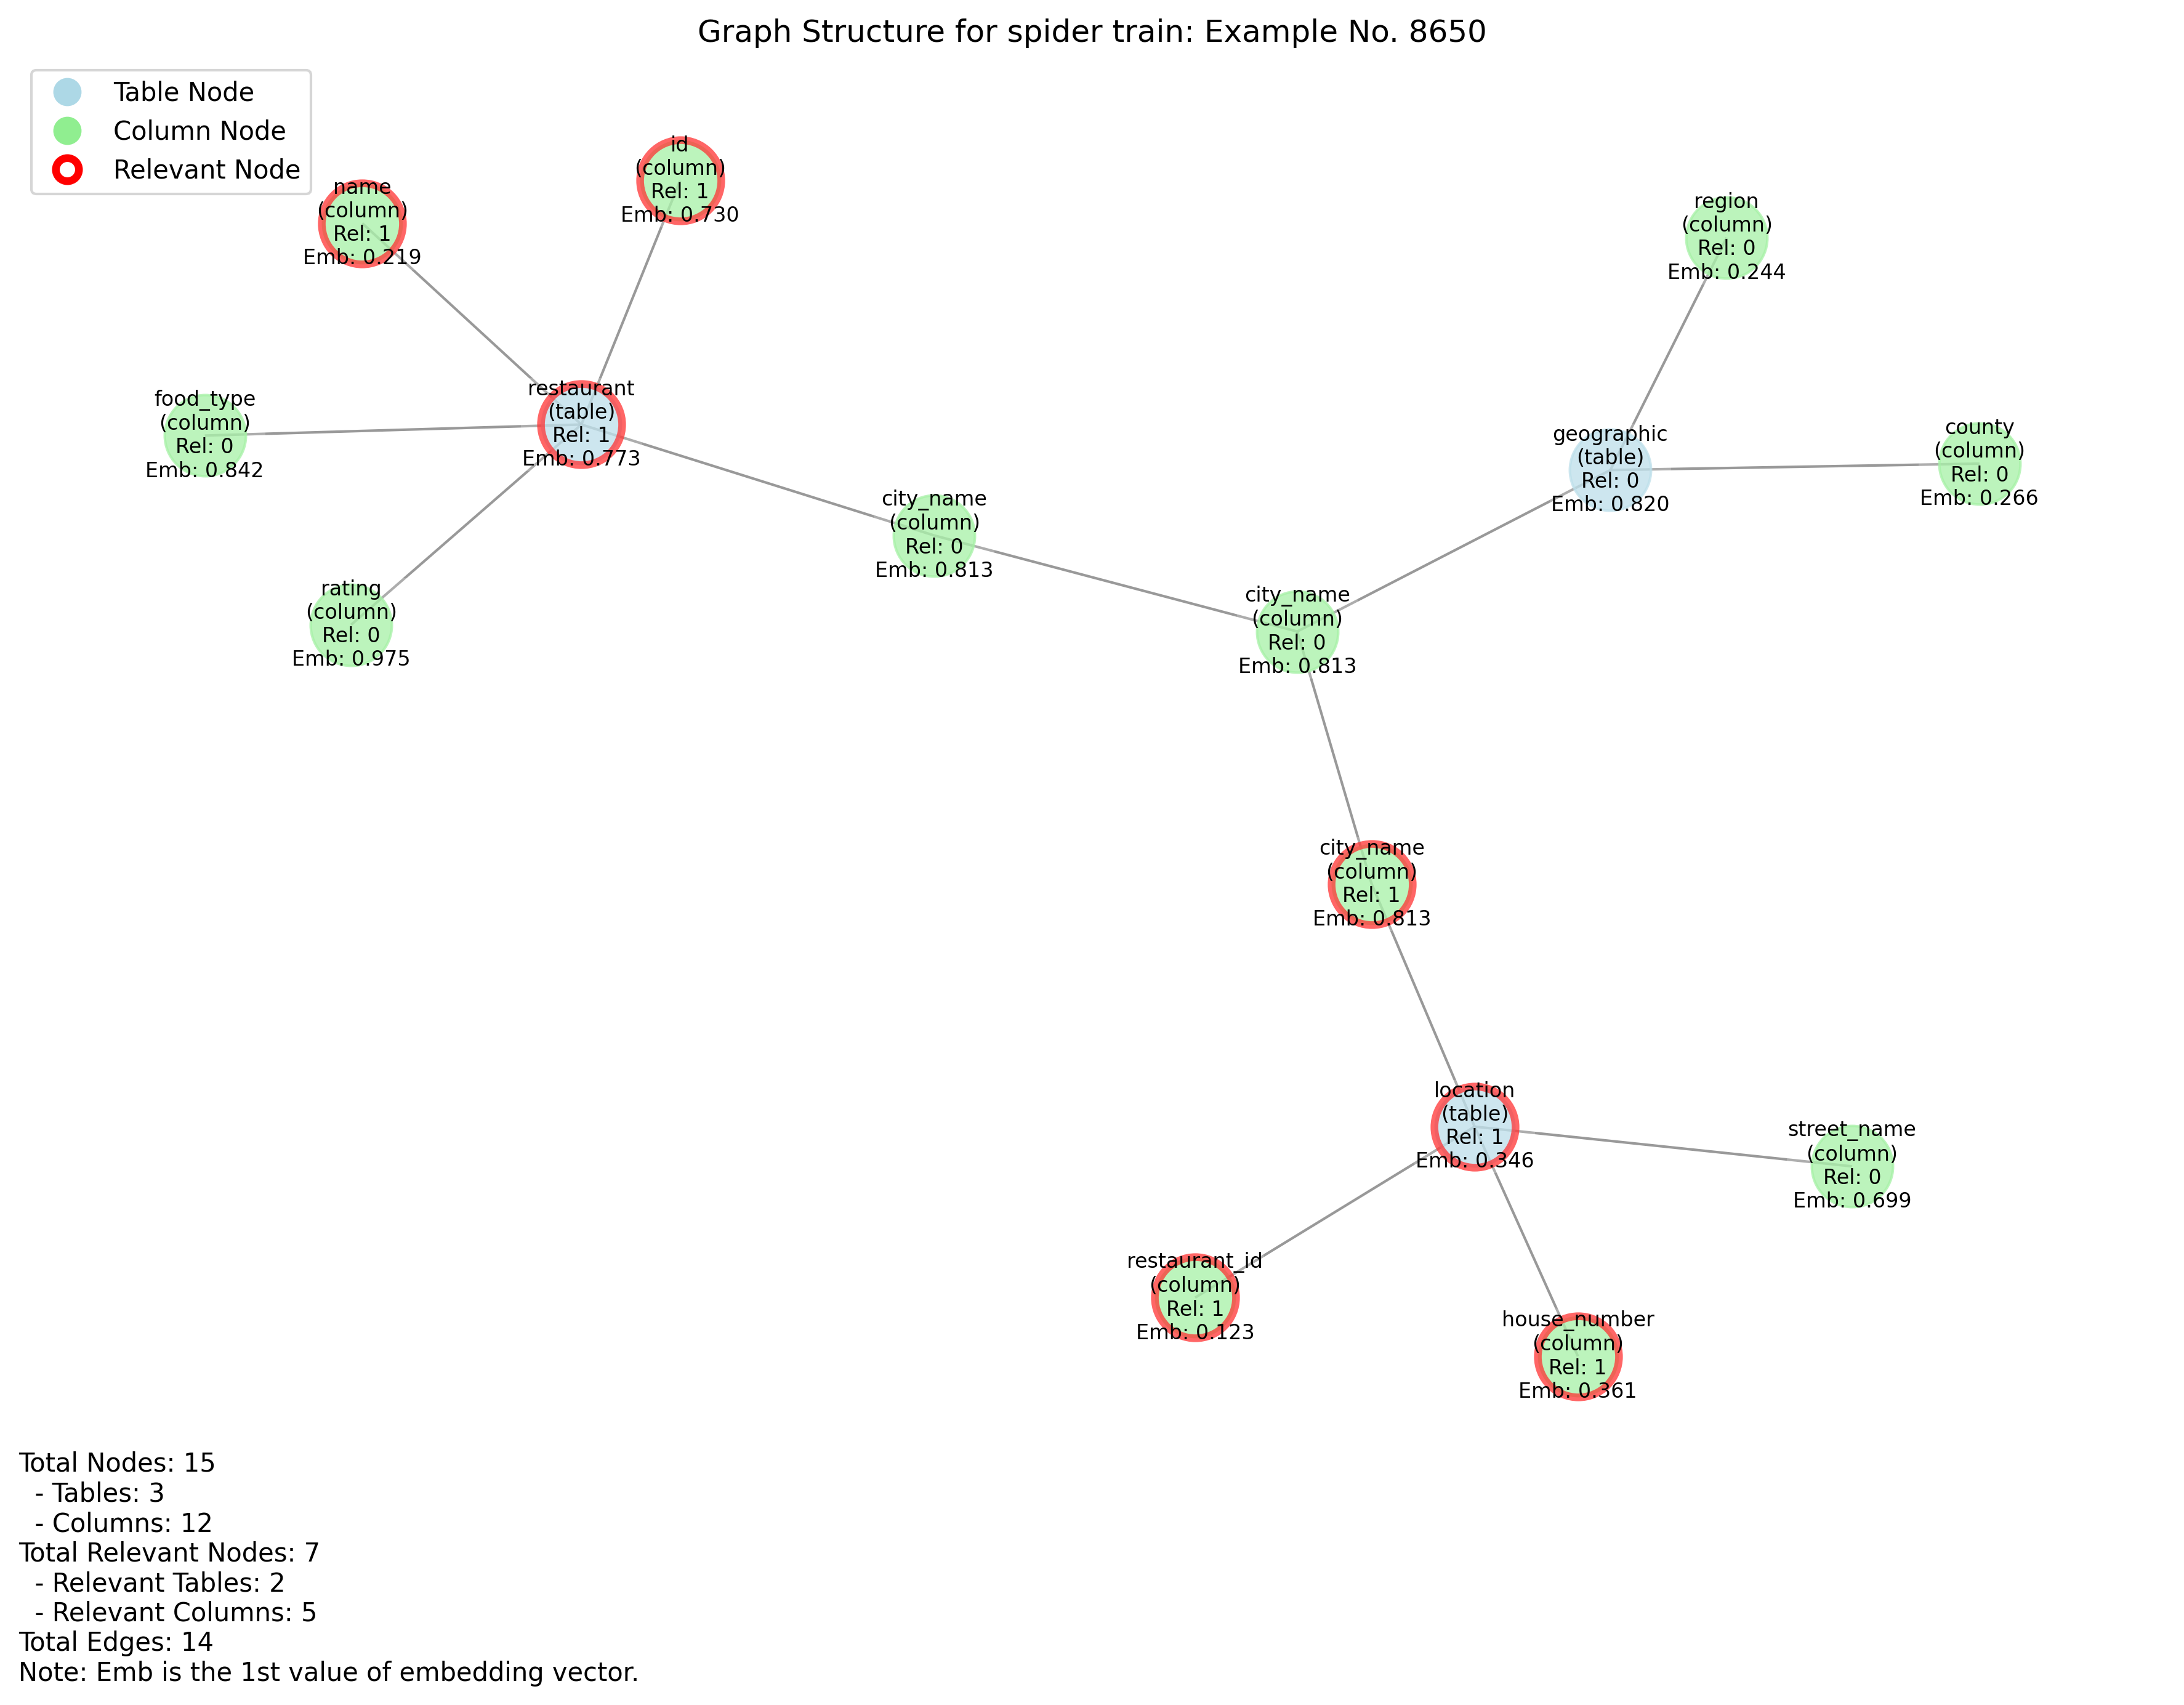 Graph Structure for spider train: Example No. 8650
Table Node
Column Node
Relevant Node
id
(column)
Rel: 1
Emb: 0.730
name
(column)
Rel: 1
Emb: 0.219
region
(column)
Rel: 0
Emb: 0.244
restaurant
(table)
Rel: 1
Emb: 0.773
food_type
(column)
Rel: 0
Emb: 0.842
geographic
(table)
Rel: 0
Emb: 0.820
county
(column)
Rel: 0
Emb: 0.266
city_name
(column)
Rel: 0
Emb: 0.813
rating
(column)
Rel: 0
Emb: 0.975
city_name
(column)
Rel: 0
Emb: 0.813
city_name
(column)
Rel: 1
Emb: 0.813
location
(table)
Rel: 1
Emb: 0.346
street_name
(column)
Rel: 0
Emb: 0.699
restaurant_id
(column)
Rel: 1
Emb: 0.123
house_number
(column)
Rel: 1
Emb: 0.361
Total Nodes: 15
- Tables: 3
- Columns: 12
Total Relevant Nodes: 7
- Relevant Tables: 2
- Relevant Columns: 5
Total Edges: 14
Note: Emb is the 1st value of embedding vector.